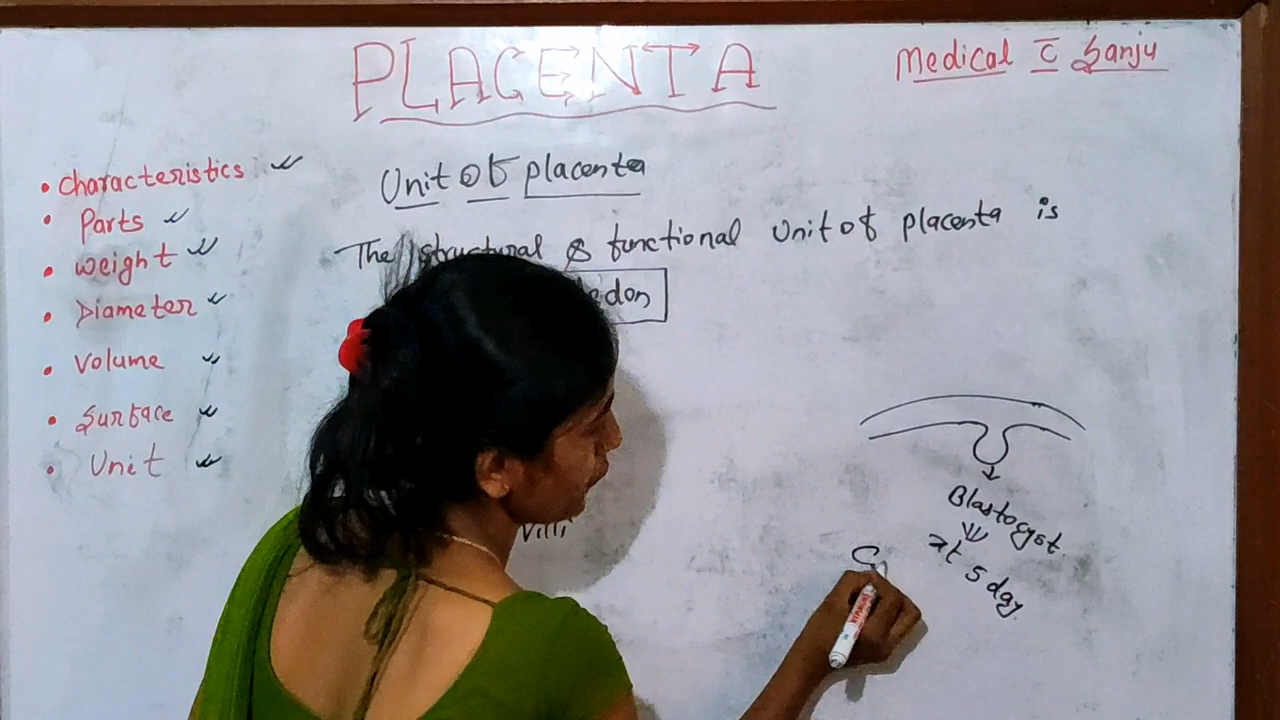 PLACENTA
Medical C̅ Sanju
• Characteristics
• Parts
• Weight
• Diameter
• Volume
• Surface
• Unit
Unit of placenta
The structural & functional Unit of placenta is
edon
Villi
Blastocyst
at 5 day